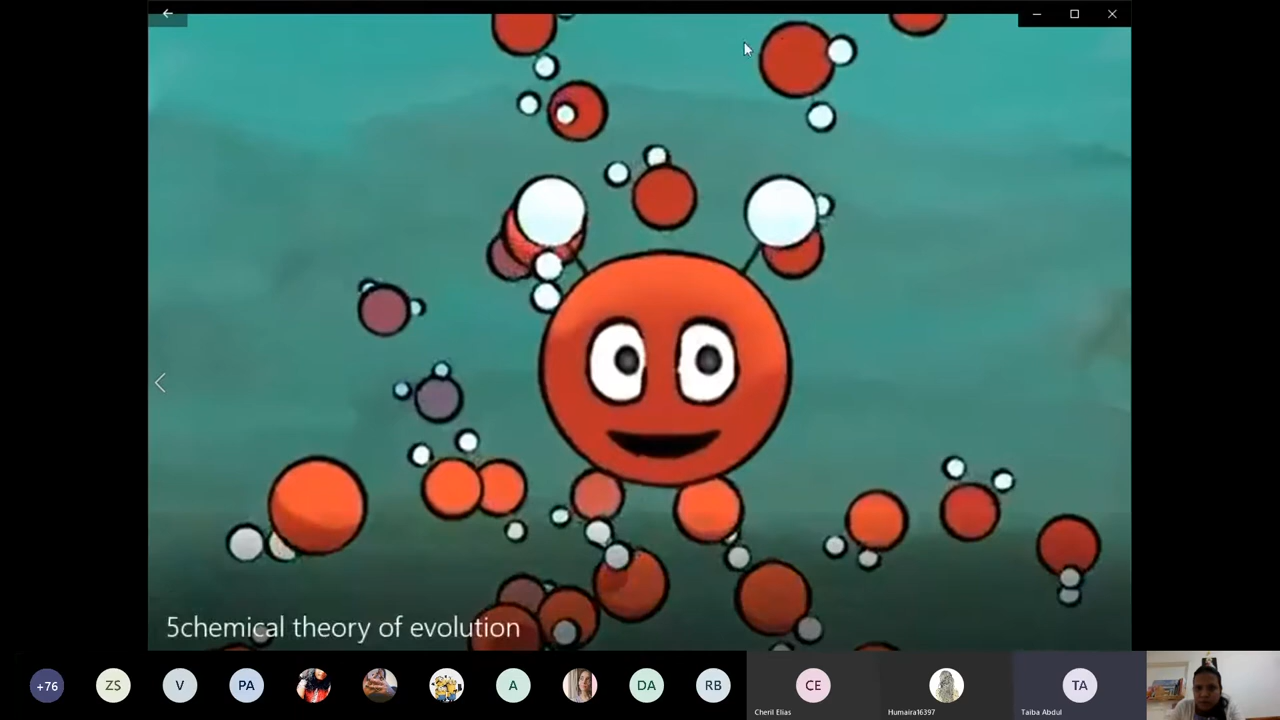 5chemical theory of evolution
+76
ZS
V
PA
A
DA
RB
CE
TA
Cheril Elias
Humaira16397
Taiba Abdul